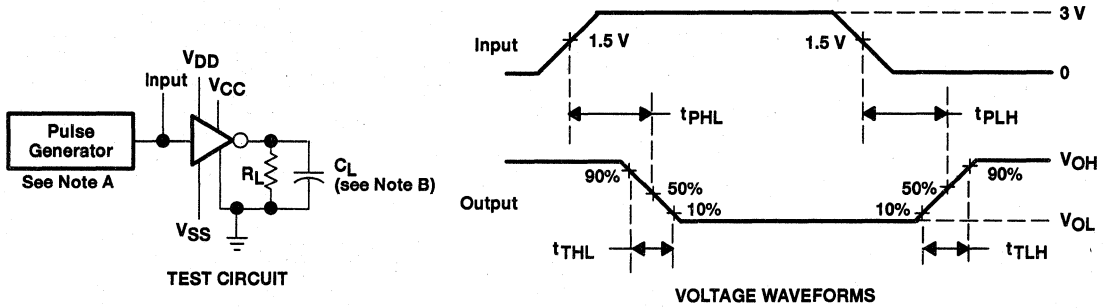 VDD
Input
VCC
Pulse
Generator
See Note A
RL
CL
(see Note B)
VSS
TEST CIRCUIT
3 V
Input
1.5 V
1.5 V
0
tPHL
tPLH
VOH
90%
50%
10%
Output
50%
90%
10%
VOL
tTHL
tTLH
VOLTAGE WAVEFORMS